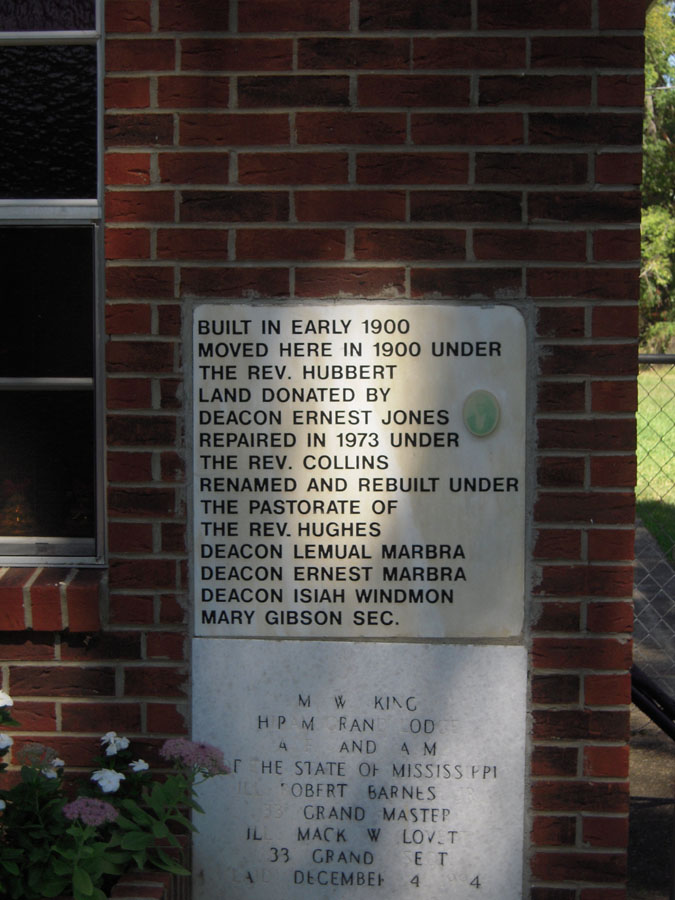 BUILT IN EARLY 1900
MOVED HERE IN 1900 UNDER
THE REV. HUBBERT
LAND DONATED BY
DEACON ERNEST JONES
REPAIRED IN 1973 UNDER
THE REV. COLLINS
RENAMED AND REBUILT UNDER
THE PASTORATE OF
THE REV. HUGHES
DEACON LEMUAL MARBRA
DEACON ERNEST MARBRA
DEACON ISIAH WINDMON
MARY GIBSON SEC.
M W KING
AND A M
THE STATE OF MISSISSIPPI
ROBERT BARNES
33 GRAND MASTER
ILL MACK W
33 GRAND
DECEMBER 4